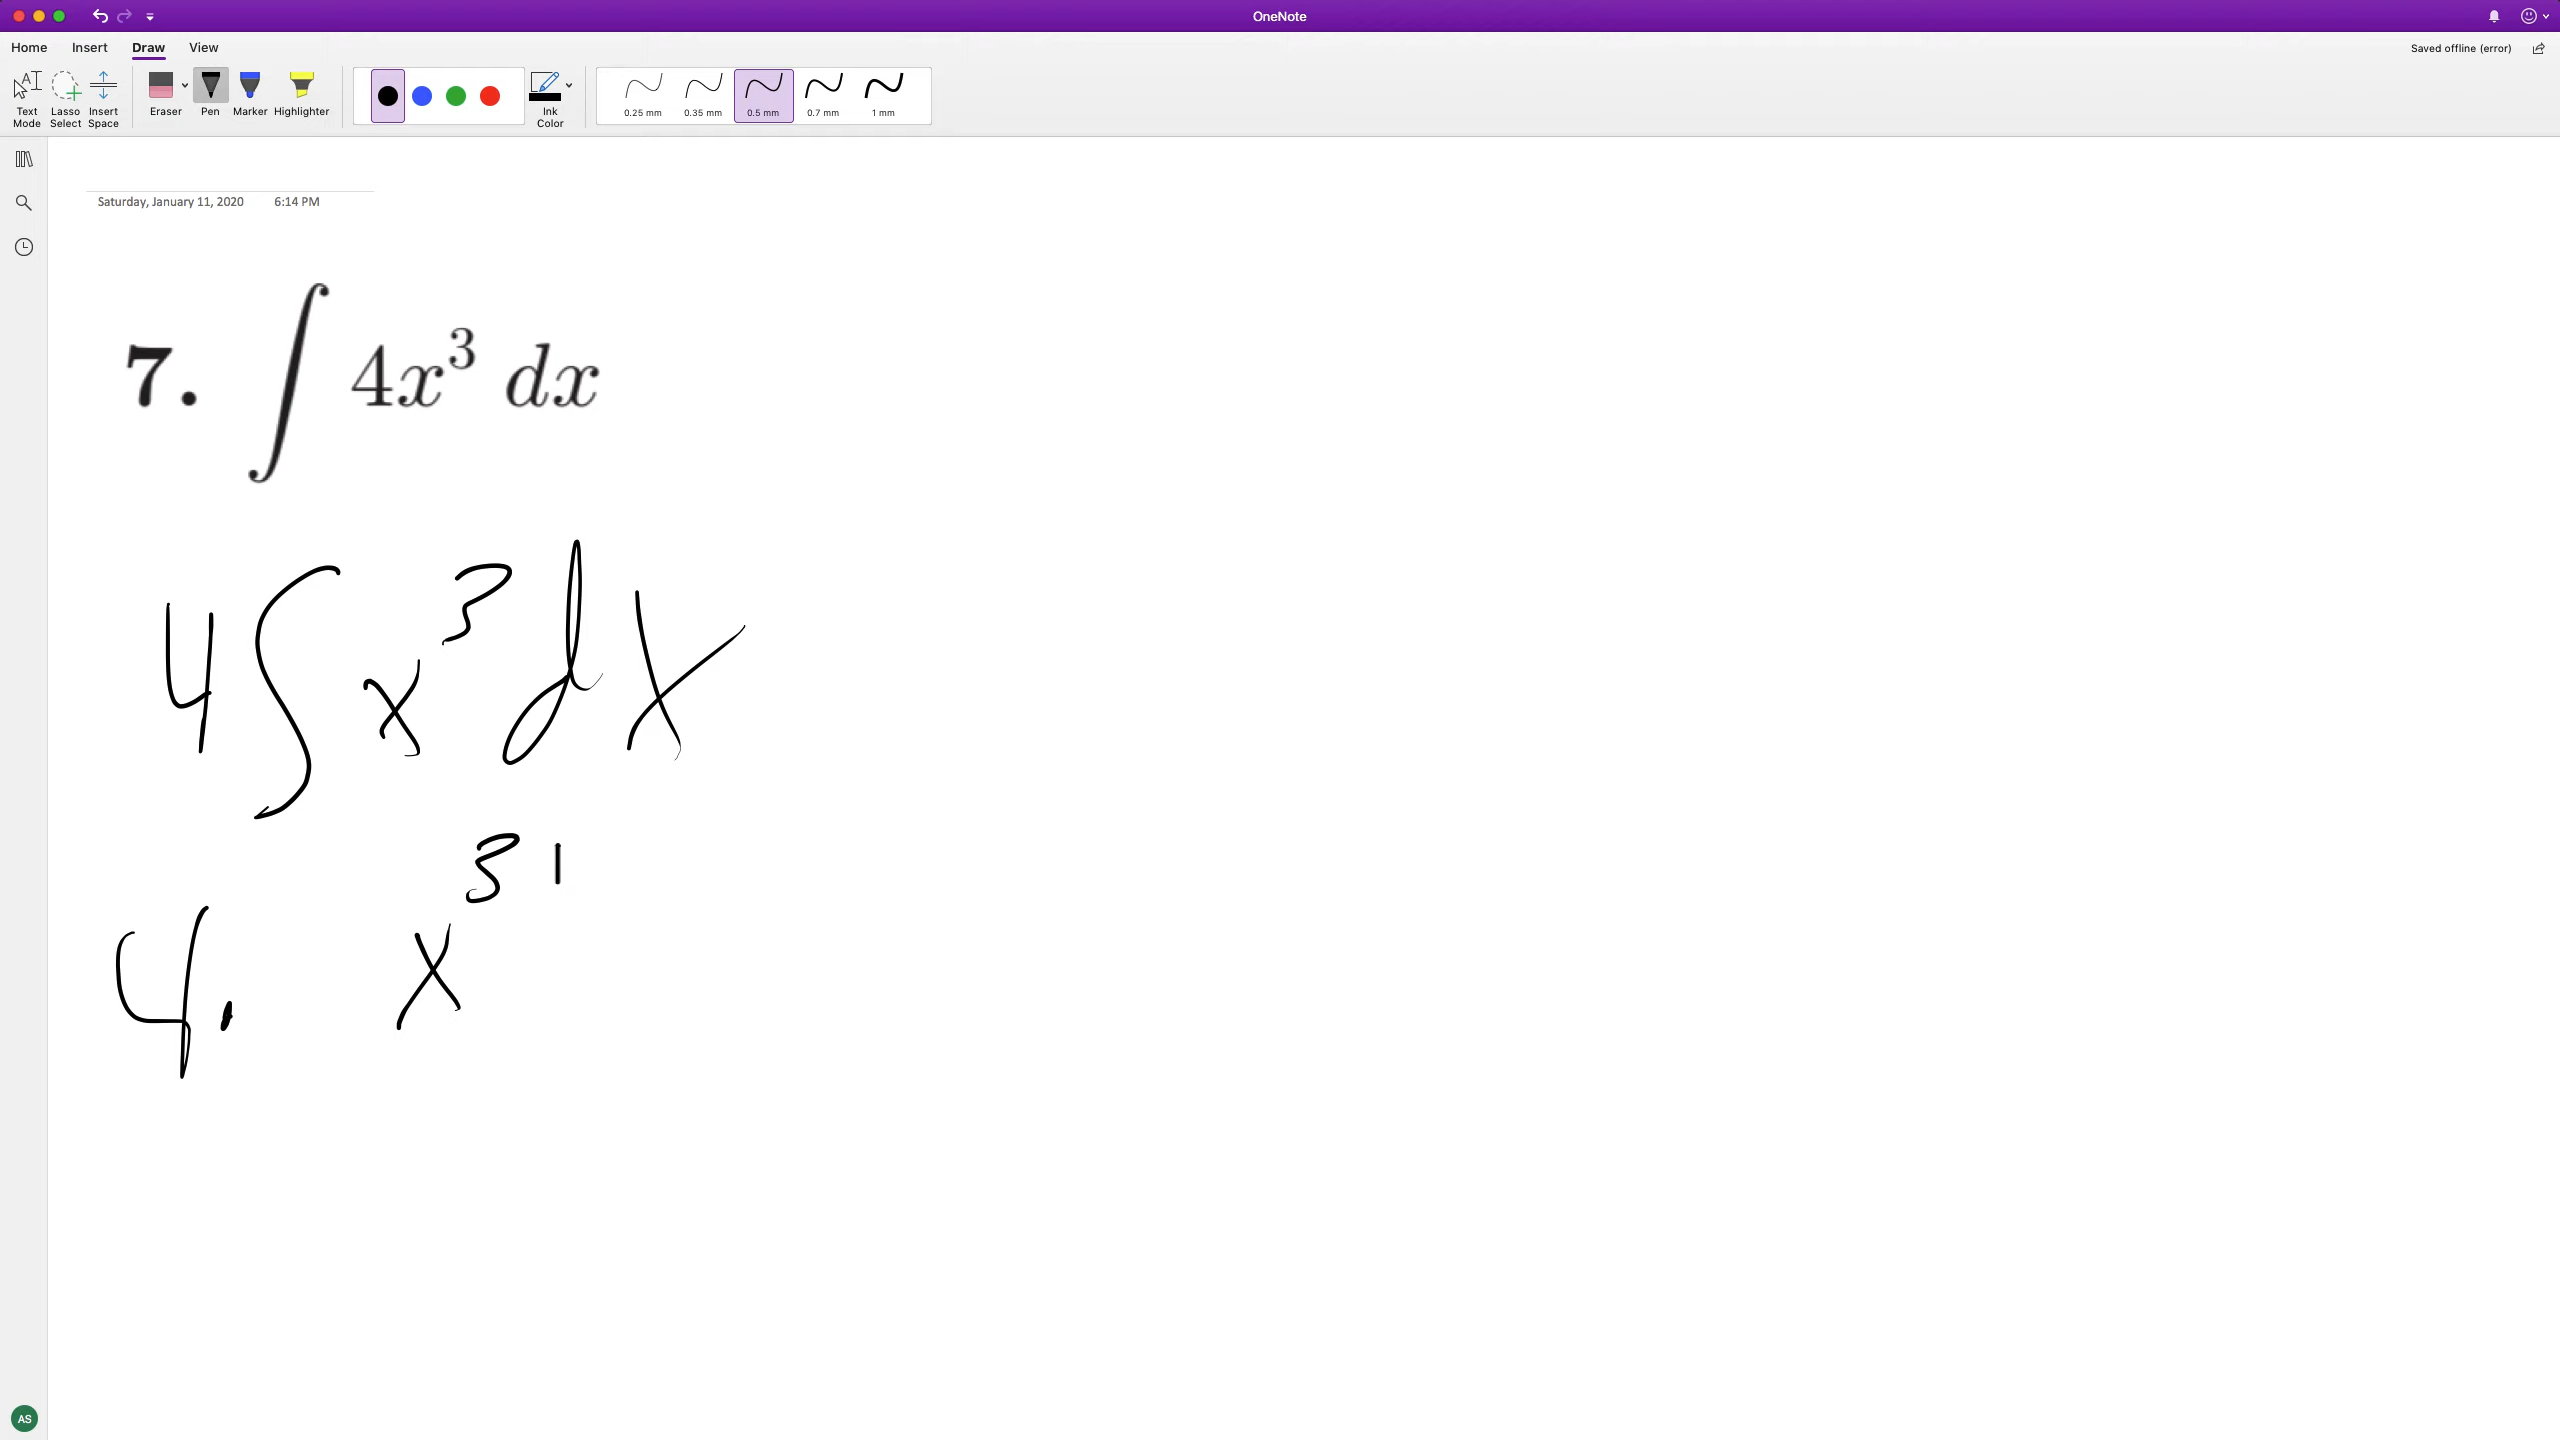 OneNote
Home Insert Draw View
Saved offline (error)
Text Mode Lasso Select Insert Space Eraser Pen Marker Highlighter Ink Color 0.25 mm 0.35 mm 0.5 mm 0.7 mm 1 mm
Saturday, January 11, 2020 6:14 PM
7. ∫ 4x³ dx
4 ∫ x³ dx
4. x³ ¹
AS